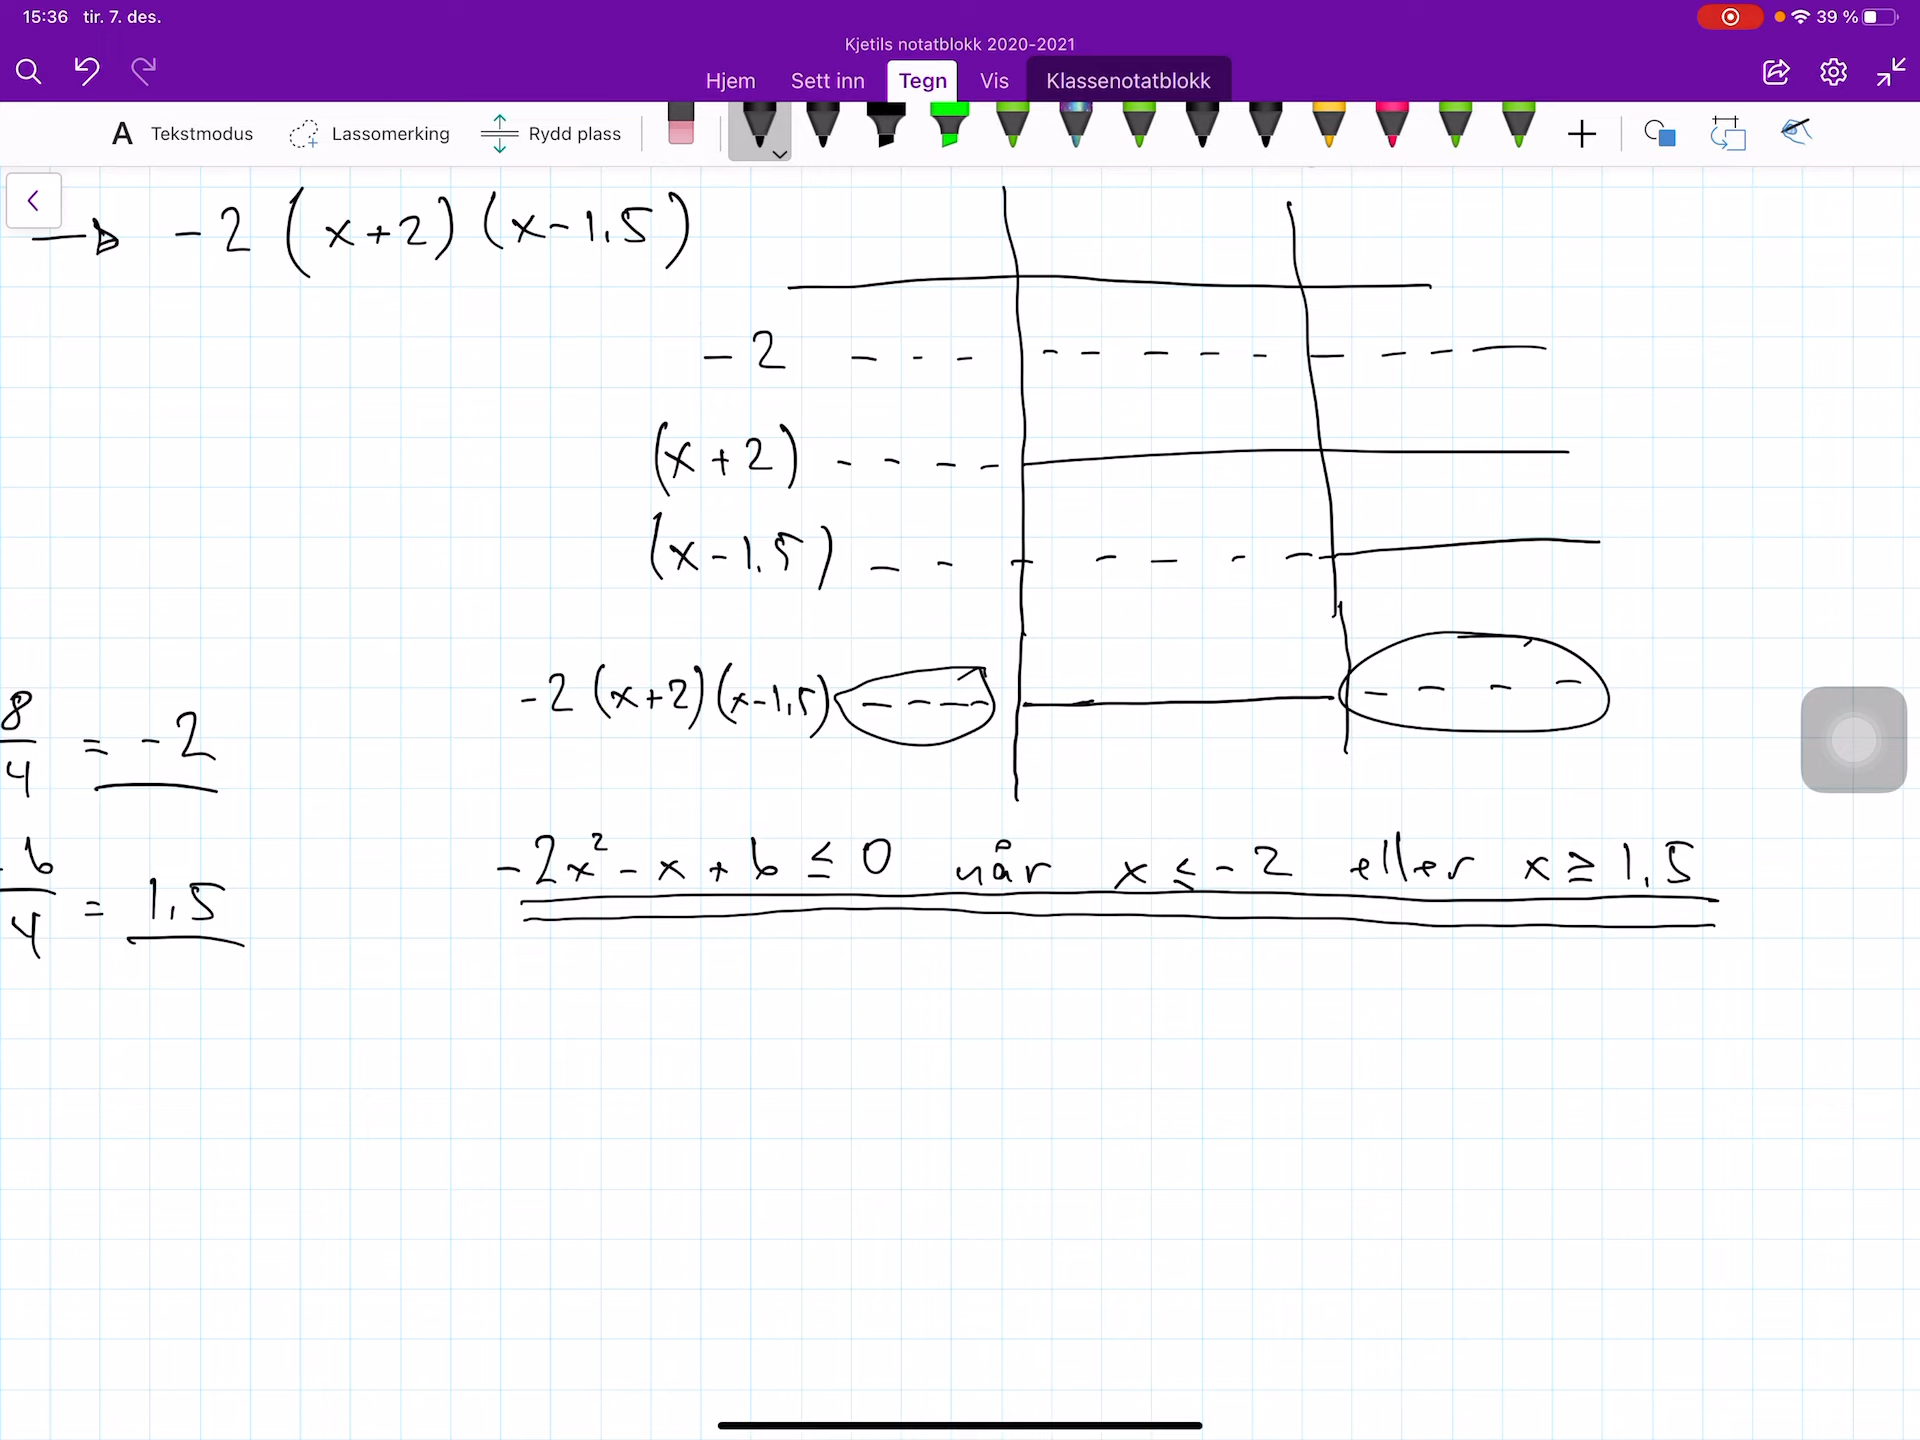 15:36 tir. 7. des.
39 %
Kjetils notatblokk 2020-2021
Hjem Sett inn Tegn Vis Klassenotatblokk
A Tekstmodus Lassomerking Rydd plass
-2 (x+2)(x-1,5)
-2
(x+2)
(x-1,5)
-2(x+2)(x-1,5)
8/4 = -2
6/4 = 1,5
-2x² - x + 6 ≤ 0 når x ≤ -2 eller x ≥ 1,5